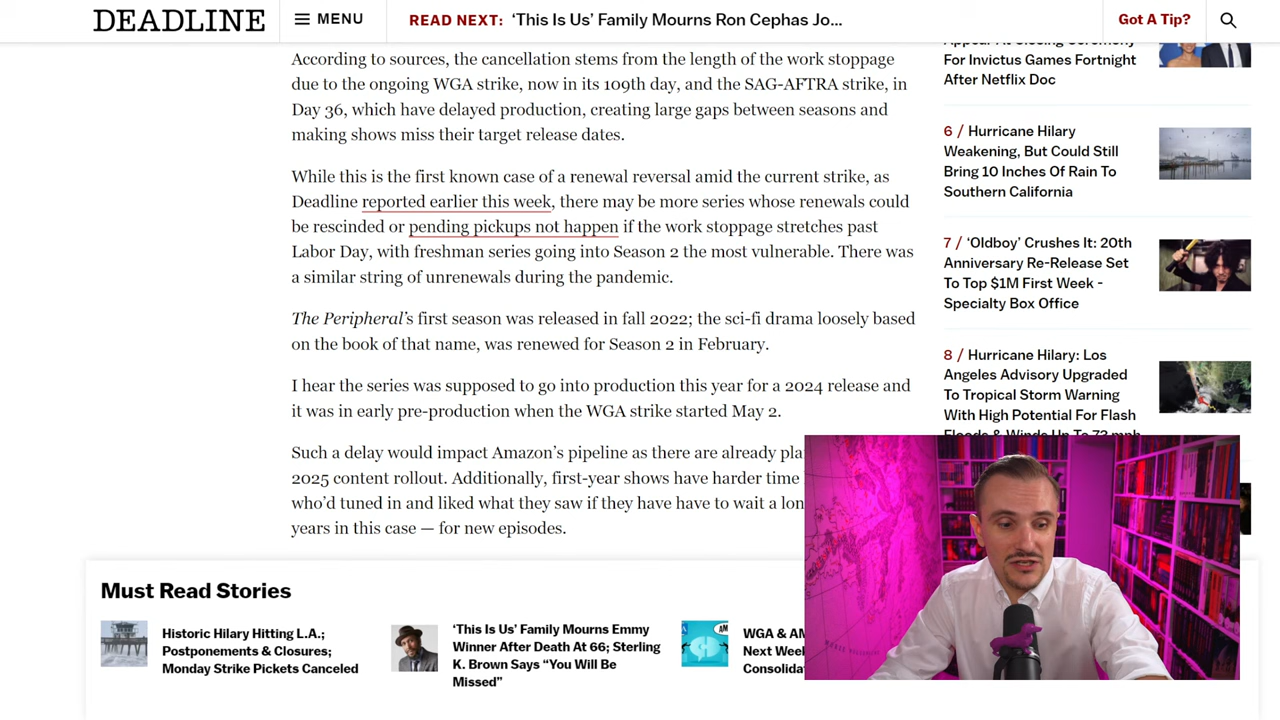 DEADLINE
MENU
READ NEXT: ‘This Is Us’ Family Mourns Ron Cephas Jo...
Got A Tip?
According to sources, the cancellation stems from the length of the work stoppage
due to the ongoing WGA strike, now in its 109th day, and the SAG-AFTRA strike, in
Day 36, which have delayed production, creating large gaps between seasons and
making shows miss their target release dates.
While this is the first known case of a renewal reversal amid the current strike, as
Deadline reported earlier this week, there may be more series whose renewals could
be rescinded or pending pickups not happen if the work stoppage stretches past
Labor Day, with freshman series going into Season 2 the most vulnerable. There was
a similar string of unrenewals during the pandemic.
The Peripheral’s first season was released in fall 2022; the sci-fi drama loosely based
on the book of that name, was renewed for Season 2 in February.
I hear the series was supposed to go into production this year for a 2024 release and
it was in early pre-production when the WGA strike started May 2.
Such a delay would impact Amazon’s pipeline as there are already
2025 content rollout. Additionally, first-year shows have harder time
who’d tuned in and liked what they saw if they have have to wait a
years in this case — for new episodes.
Appear At Closing Ceremony
For Invictus Games Fortnight
After Netflix Doc
6 / Hurricane Hilary
Weakening, But Could Still
Bring 10 Inches Of Rain To
Southern California
7 / ‘Oldboy’ Crushes It: 20th
Anniversary Re-Release Set
To Top $1M First Week -
Specialty Box Office
8 / Hurricane Hilary: Los
Angeles Advisory Upgraded
To Tropical Storm Warning
With High Potential For Flash
Floods & Winds Up To 73 mph
Must Read Stories
Historic Hilary Hitting L.A.;
Postponements & Closures;
Monday Strike Pickets Canceled
‘This Is Us’ Family Mourns Emmy
Winner After Death At 66; Sterling
K. Brown Says “You Will Be
Missed”
WGA &
Next Week